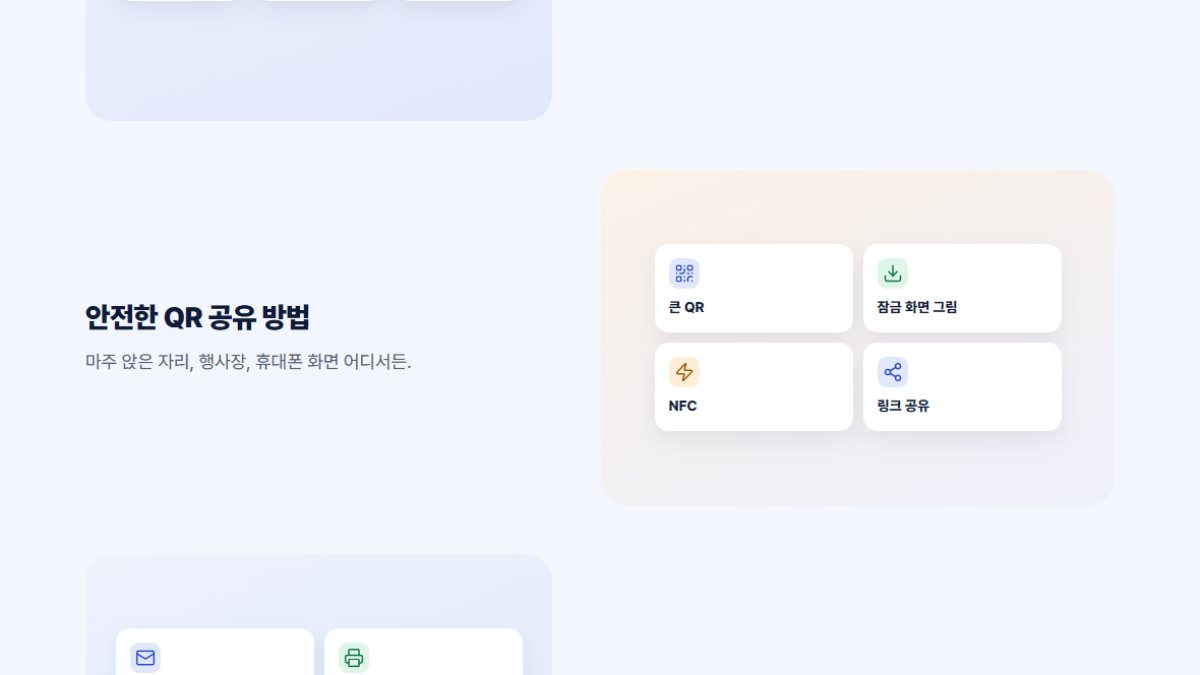 안전한 QR 공유 방법
마주 앉은 자리, 행사장, 휴대폰 화면 어디서든.
큰 QR
잠금 화면 그림
NFC
링크 공유